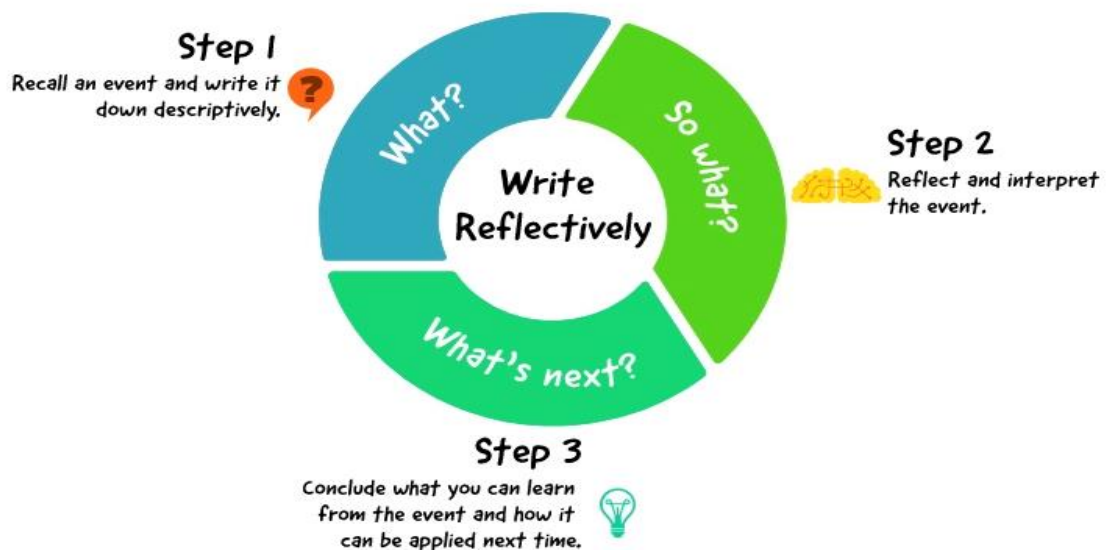 Step 1
Recall an event and write it
down descriptively.
?
What?
So what?
Step 2
Reflect and interpret
the event.
Write
Reflectively
What's next?
Step 3
Conclude what you can learn
from the event and how it
can be applied next time.